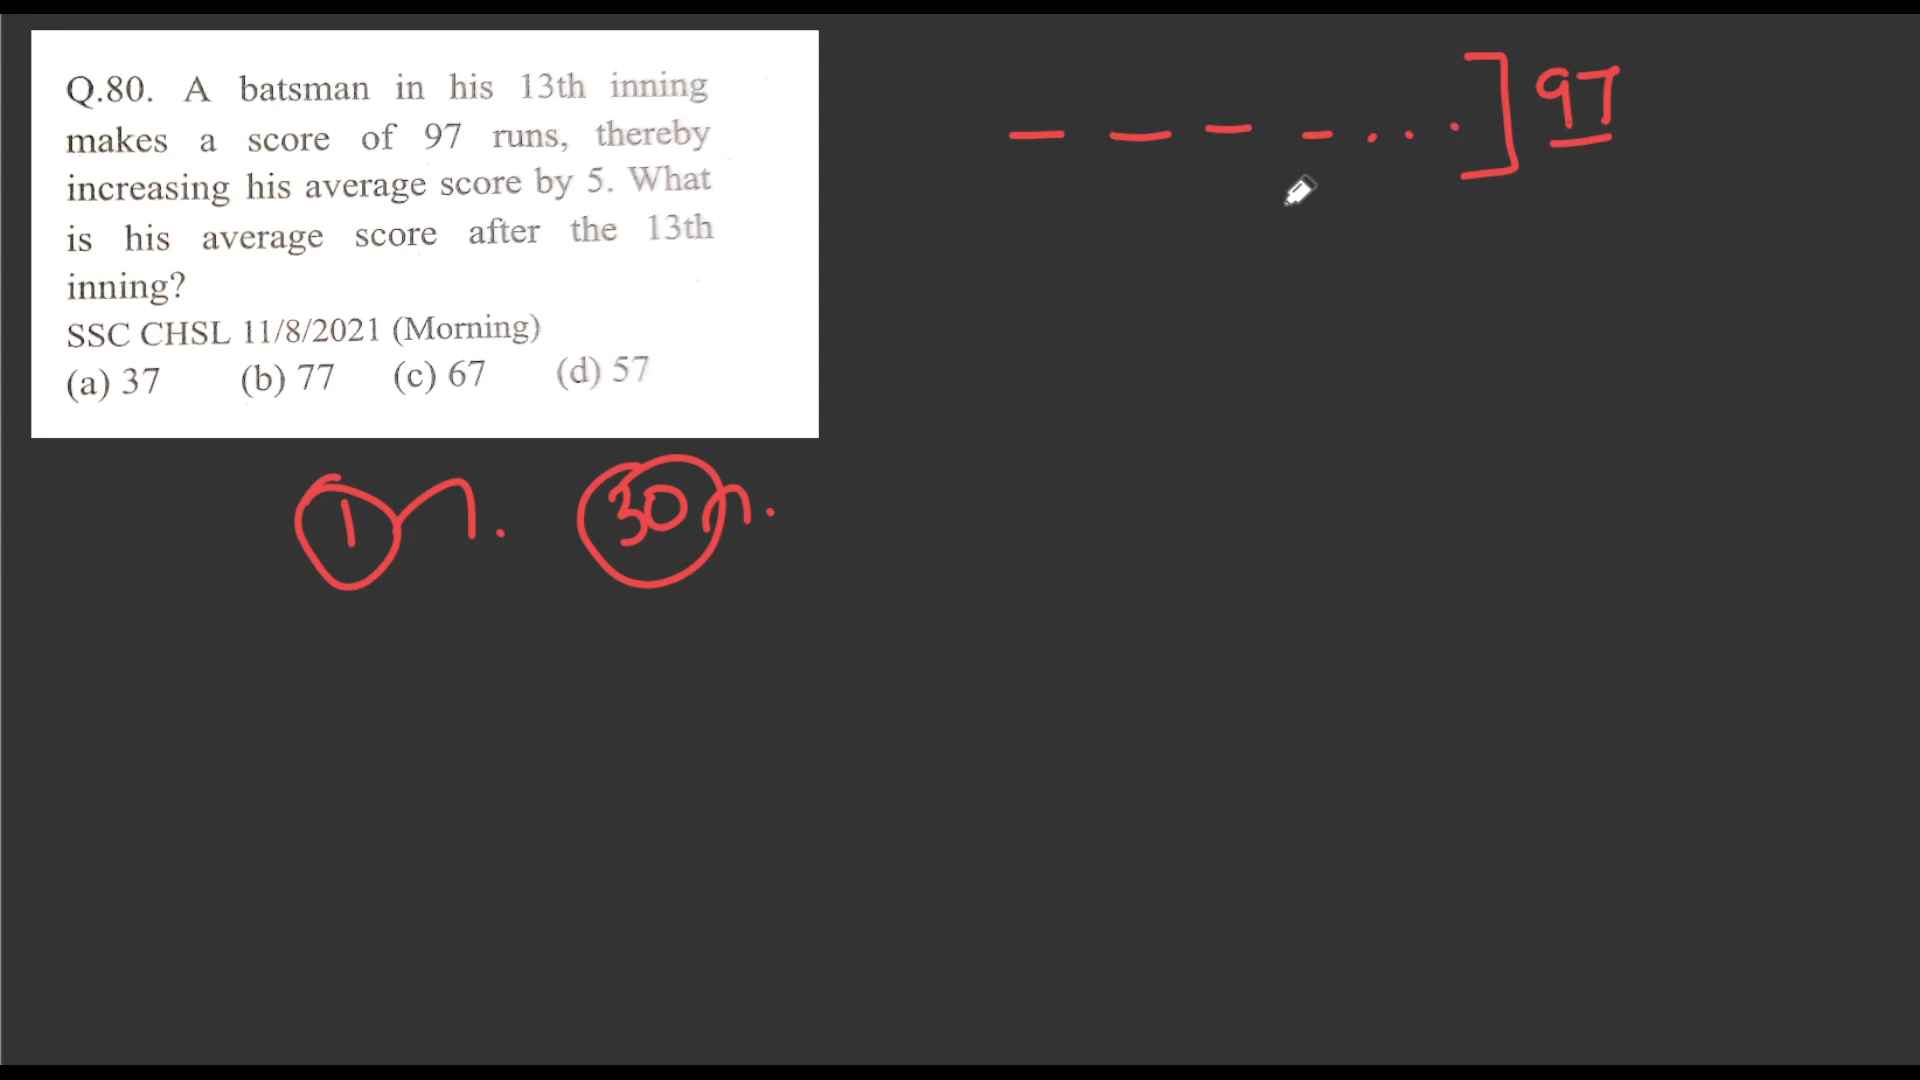 Q.80. A batsman in his 13th inning
makes a score of 97 runs, thereby
increasing his average score by 5. What
is his average score after the 13th
inning?
SSC CHSL 11/8/2021 (Morning)
(a) 37 (b) 77 (c) 67 (d) 57
97
1 n.
30 n.